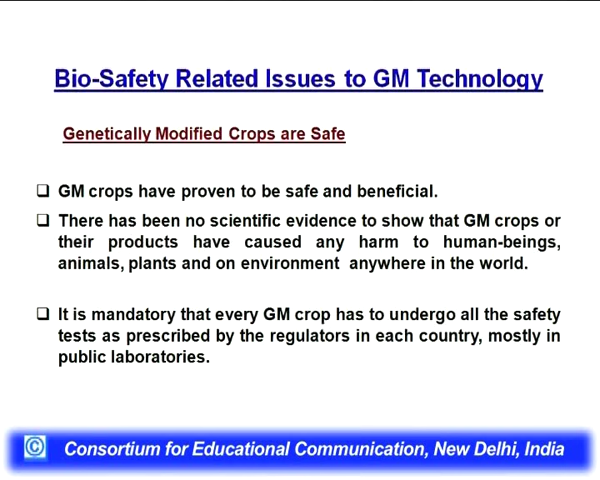 Bio-Safety Related Issues to GM Technology
Genetically Modified Crops are Safe
❑ GM crops have proven to be safe and beneficial.
❑ There has been no scientific evidence to show that GM crops or
their products have caused any harm to human-beings,
animals, plants and on environment anywhere in the world.
❑ It is mandatory that every GM crop has to undergo all the safety
tests as prescribed by the regulators in each country, mostly in
public laboratories.
© Consortium for Educational Communication, New Delhi, India